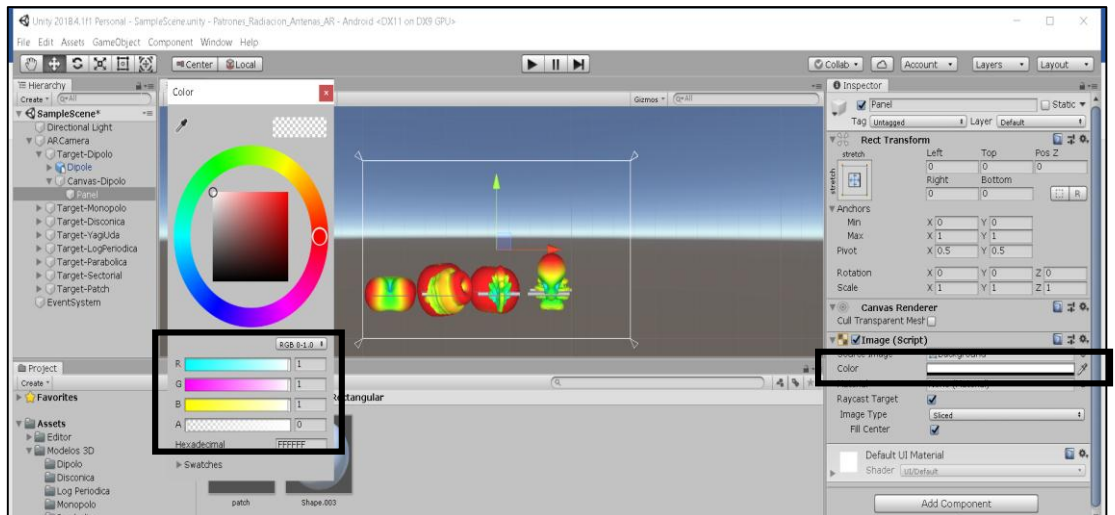 Unity 2018.4.1f1 Personal - SampleScene.unity - Patrones_Radiacion_Antenas_AR - Android <DX11 on DX9 GPU>
File Edit Assets GameObject Component Window Help
Center Local
Collab Account Layers Layout
Hierarchy
Create
All
SampleScene*
Directional Light
ARCamera
Target-Dipolo
Dipole
Canvas-Dipolo
Panel
Target-Monopolo
Target-Disconica
Target-YagiUda
Target-LogPeriodica
Target-Parabolica
Target-Sectorial
Target-Patch
EventSystem
Color
RGB 0-1.0
R 1
G 1
B 1
A 0
Hexadecimal FFFFFF
Swatches
Gizmos All
Project
Create
Favorites
Assets
Editor
Modelos 3D
Dipolo
Disconica
Log Periodica
Monopolo
patch Shape.003
Inspector
Panel Static
Tag Untagged Layer Default
Rect Transform
stretch Left Top Pos Z
stretch
0 0 0
Right Bottom
0 0 R
Anchors
Min X 0 Y 0
Max X 1 Y 1
Pivot X 0.5 Y 0.5
Rotation X 0 Y 0 Z 0
Scale X 1 Y 1 Z 1
Canvas Renderer
Cull Transparent Mesh
Image (Script)
Source Image Background
Color
Raycast Target
Image Type Sliced
Fill Center
Default UI Material
Shader UI/Default
Add Component